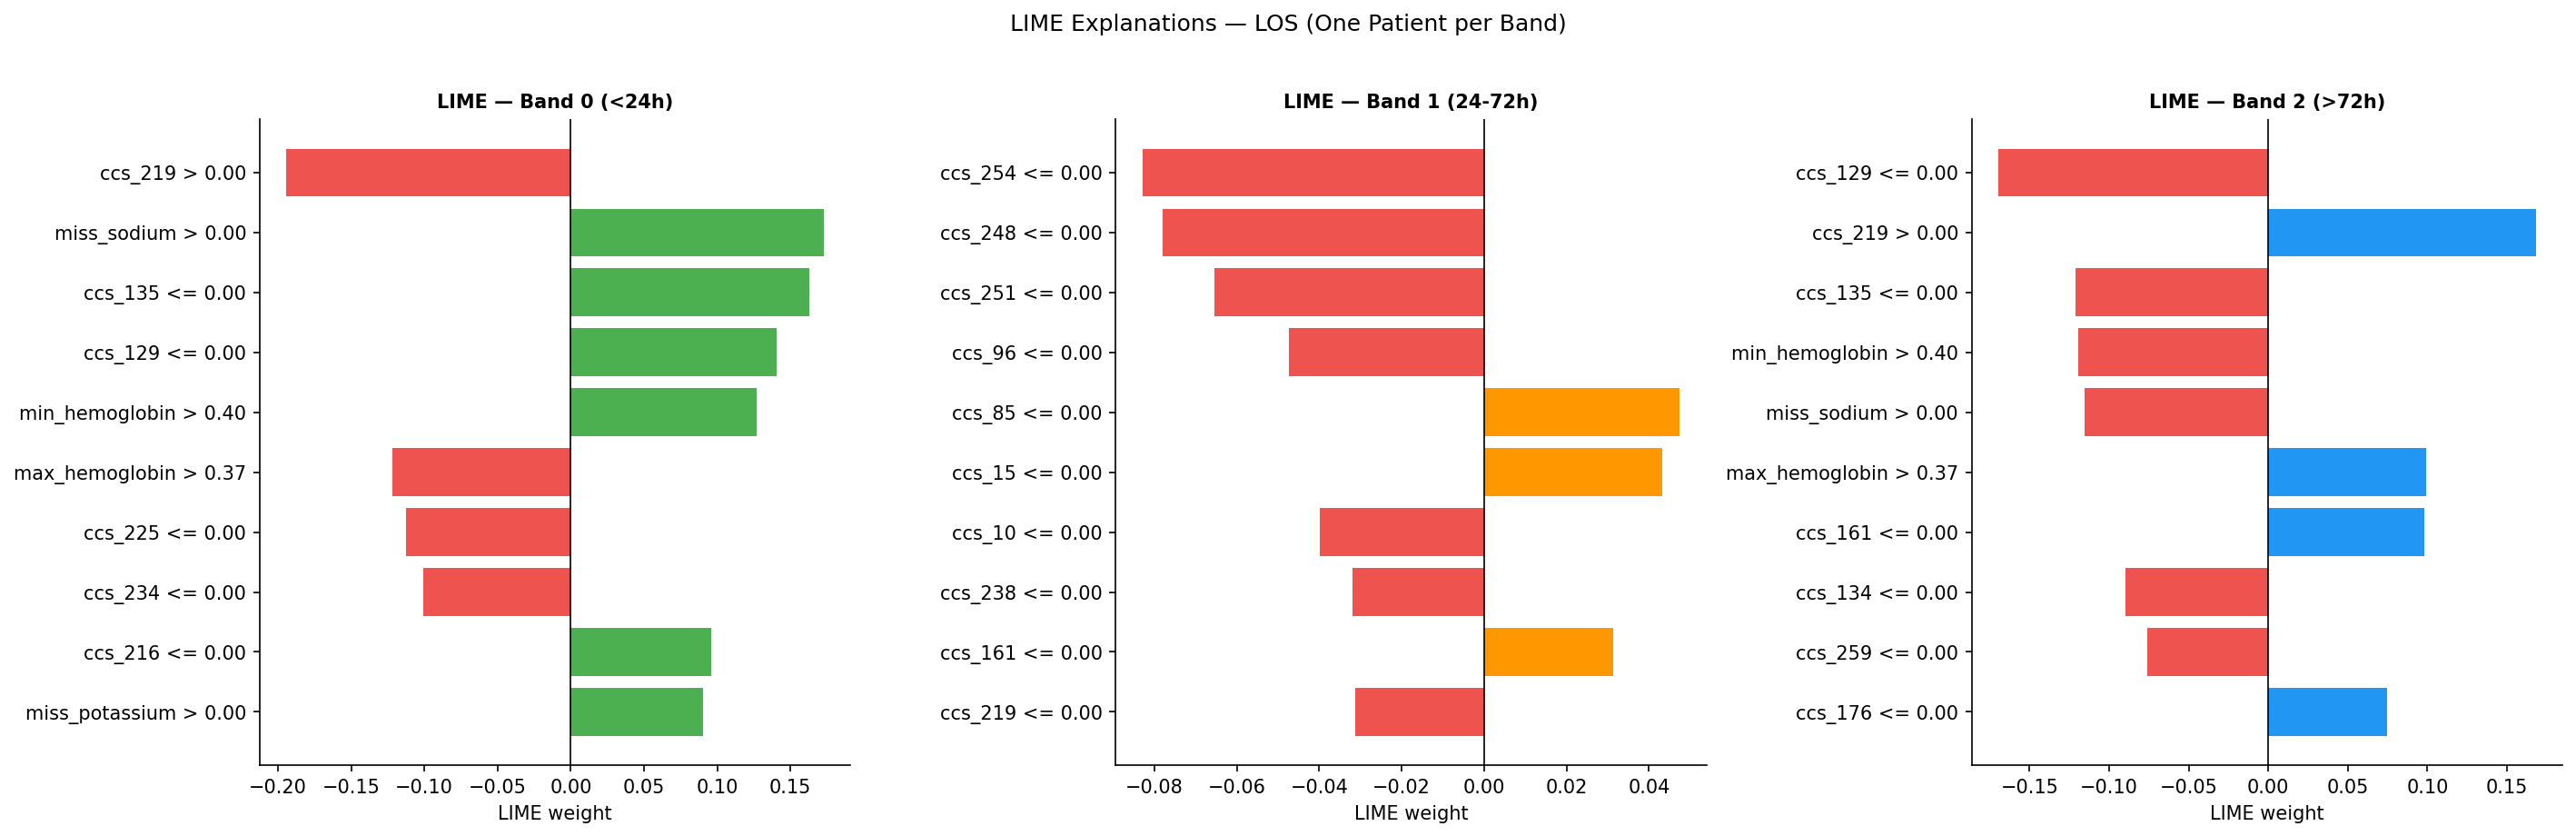 LIME Explanations — LOS (One Patient per Band)
LIME — Band 0 (<24h)
ccs_219 > 0.00
miss_sodium > 0.00
ccs_135 <= 0.00
ccs_129 <= 0.00
min_hemoglobin > 0.40
max_hemoglobin > 0.37
ccs_225 <= 0.00
ccs_234 <= 0.00
ccs_216 <= 0.00
miss_potassium > 0.00
−0.20 −0.15 −0.10 −0.05 0.00 0.05 0.10 0.15
LIME weight
LIME — Band 1 (24-72h)
ccs_254 <= 0.00
ccs_248 <= 0.00
ccs_251 <= 0.00
ccs_96 <= 0.00
ccs_85 <= 0.00
ccs_15 <= 0.00
ccs_10 <= 0.00
ccs_238 <= 0.00
ccs_161 <= 0.00
ccs_219 <= 0.00
−0.08 −0.06 −0.04 −0.02 0.00 0.02 0.04
LIME weight
LIME — Band 2 (>72h)
ccs_129 <= 0.00
ccs_219 > 0.00
ccs_135 <= 0.00
min_hemoglobin > 0.40
miss_sodium > 0.00
max_hemoglobin > 0.37
ccs_161 <= 0.00
ccs_134 <= 0.00
ccs_259 <= 0.00
ccs_176 <= 0.00
−0.15 −0.10 −0.05 0.00 0.05 0.10 0.15
LIME weight